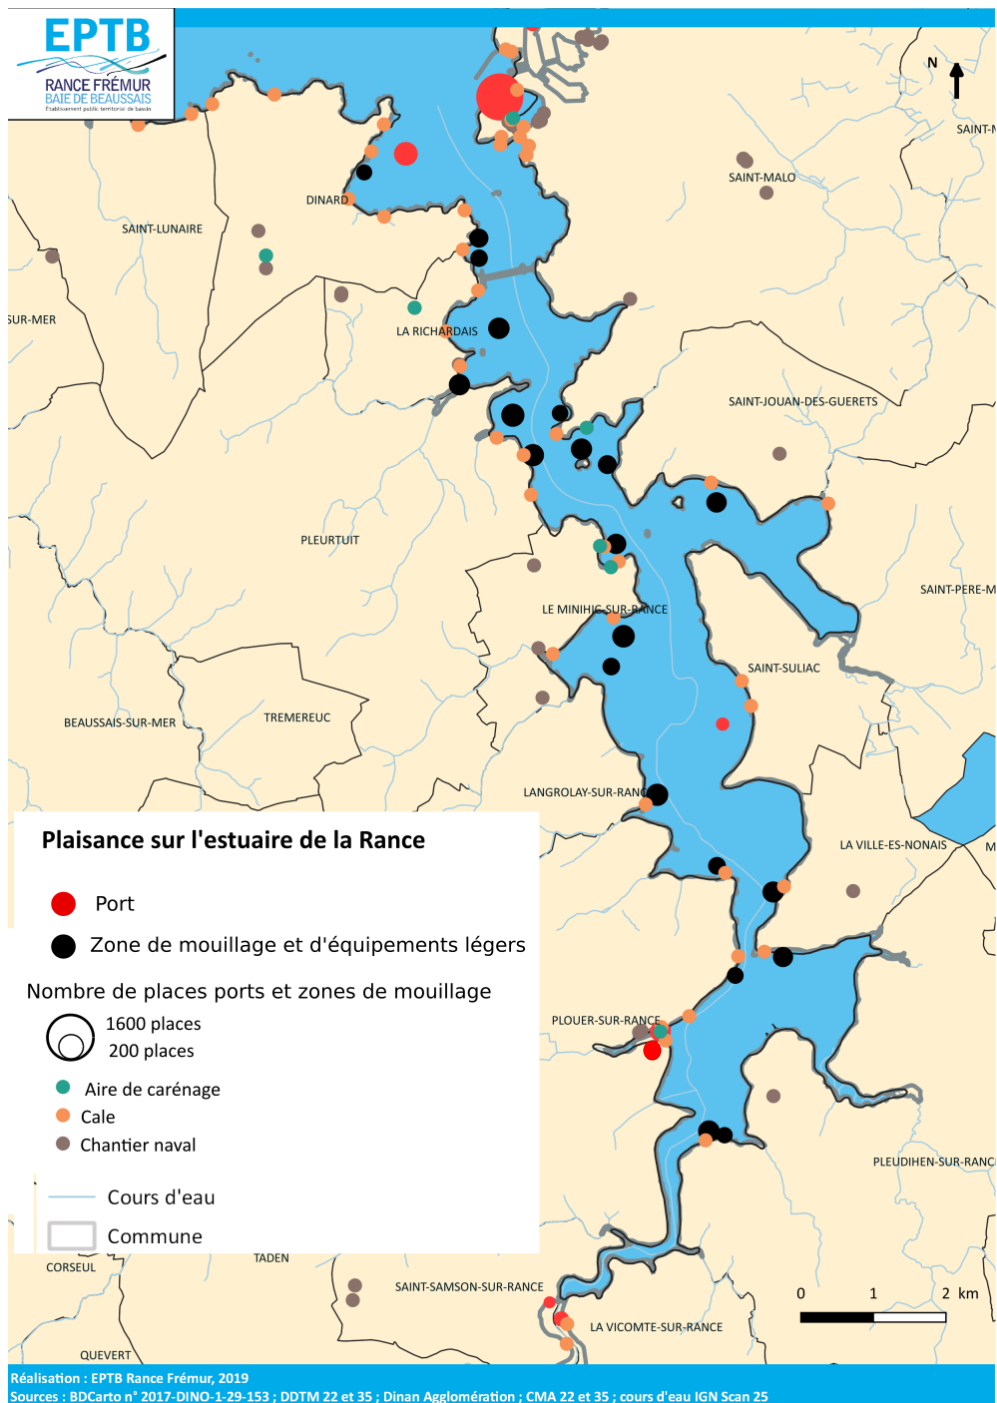 EPTB
RANCE FRÉMUR
BAIE DE BEAUSSAIS
Etablissement public territorial de bassin
N
SAINT-M
SAINT-MALO
DINARD
SAINT-LUNAIRE
SUR-MER
LA RICHARDAIS
SAINT-JOUAN-DES-GUERETS
PLEURTUIT
SAINT-PERE-M
LE MINIHIC-SUR-RANCE
SAINT-SULIAC
BEAUSSAIS-SUR-MER
TREMEREUC
LANGROLAY-SUR-RANC
LA VILLE-ES-NONAIS
M
Plaisance sur l'estuaire de la Rance
Port
Zone de mouillage et d'équipements légers
Nombre de places ports et zones de mouillage
1600 places
200 places
Aire de carénage
Cale
Chantier naval
Cours d'eau
Commune
PLOUER-SUR-RANCE
PLEUDIHEN-SUR-RANC
TADEN
CORSEUL
SAINT-SAMSON-SUR-RANCE
LA VICOMTE-SUR-RANCE
QUEVERT
0 1 2 km
Réalisation : EPTB Rance Frémur, 2019
Sources : BDCarto n° 2017-DINO-1-29-153 ; DDTM 22 et 35 ; Dinan Agglomération ; CMA 22 et 35 ; cours d'eau IGN Scan 25